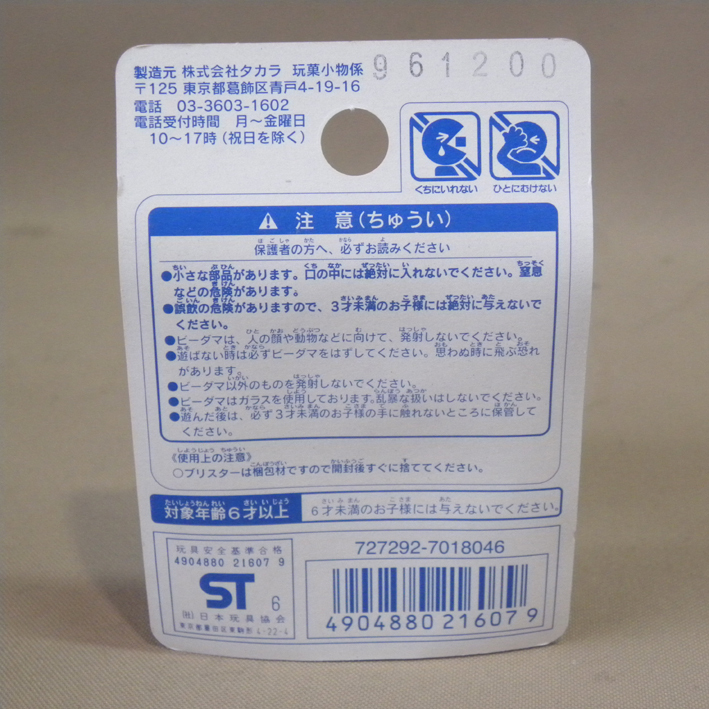 製造元 株式会社タカラ 玩菓小物係
961200
〒125 東京都葛飾区青戸4-19-16
電話 03-3603-1602
電話受付時間 月～金曜日
10～17時(祝日を除く)
くちにいれない ひとにむけない
注 意(ちゅうい)
保護者の方へ、必ずお読みください
●小さな部品があります。口の中には絶対に入れないでください。窒息
などの危険があります。
●誤飲の危険がありますので、3才未満のお子様には絶対に与えないで
ください。
●ビーダマは、人の顔や動物などに向けて、発射しないでください。
●遊ばない時は必ずビーダマをはずしてください。思わぬ時に飛ぶ恐れ
があります。
●ビーダマ以外のものを発射しないでください。
●ビーダマはガラスを使用しております。乱暴な扱いはしないでください。
●遊んだ後は、必ず3才未満のお子様の手に触れないところに保管して
ください。
《使用上の注意》
○ブリスターは梱包材ですので開封後すぐに捨ててください。
対象年齢6才以上 6才未満のお子様には与えないでください。
玩具安全基準合格
4904880 21607 9
ST 6
(社)日本玩具協会
東京都墨田区東駒形4-22-4
727292-7018046
4904880 216079